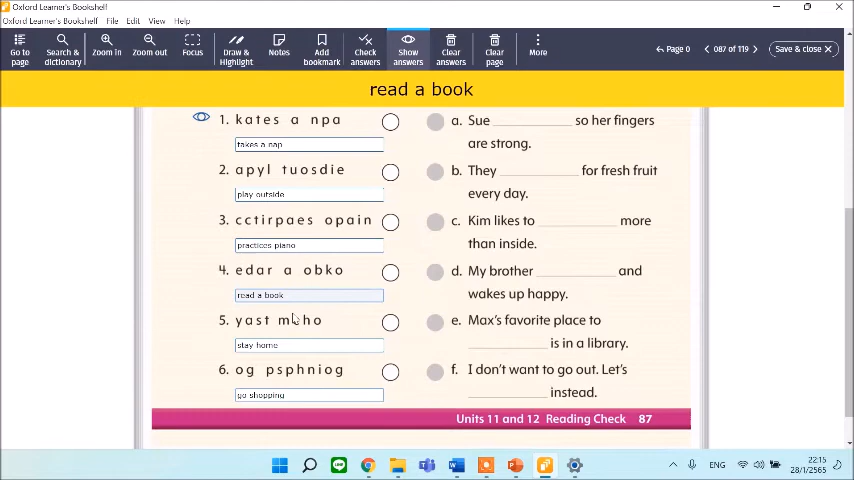 Oxford Learner's Bookshelf
Oxford Learner's Bookshelf File Edit View Help
Go to page
Search & dictionary
Zoom in
Zoom out
Focus
Draw & Highlight
Notes
Add bookmark
Check answers
Show answers
Clear answers
Clear page
More
Page 0
087 of 119
Save & close
read a book
1. kates a npa
takes a nap
2. apyl tuosdie
play outside
3. cctirpaes opain
practices piano
4. edar a obko
read a book
5. yast
stay home
6. og psphniog
go shopping
a. Sue __________ so her fingers
are strong.
b. They __________ for fresh fruit
every day.
c. Kim likes to __________ more
than inside.
d. My brother __________ and
wakes up happy.
e. Max's favorite place to
__________ is in a library.
f. I don't want to go out. Let's
__________ instead.
Units 11 and 12 Reading Check 87
ENG
22:15
28/1/2565